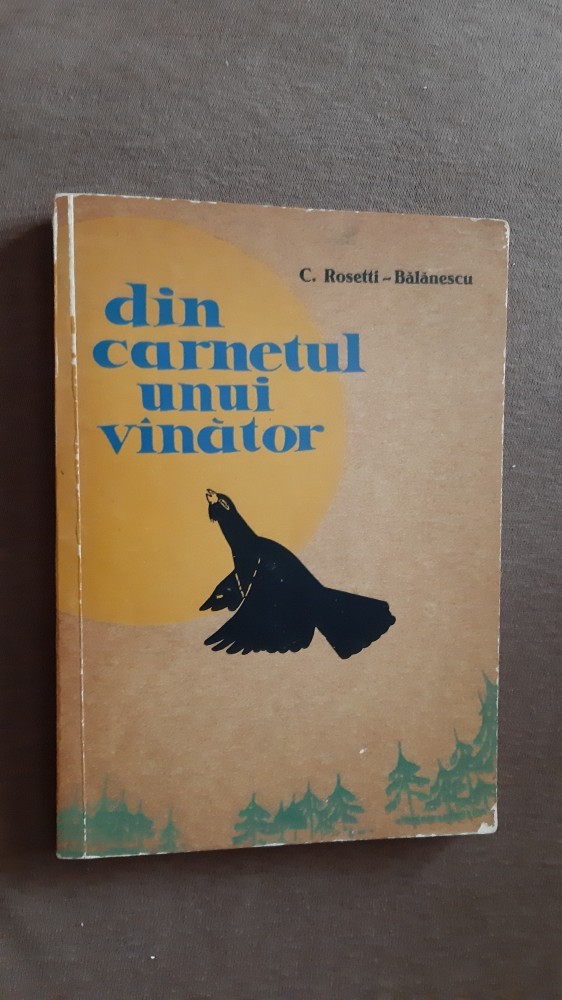 C. Rosetti-Bălănescu
din
carnetul
unui
vînător